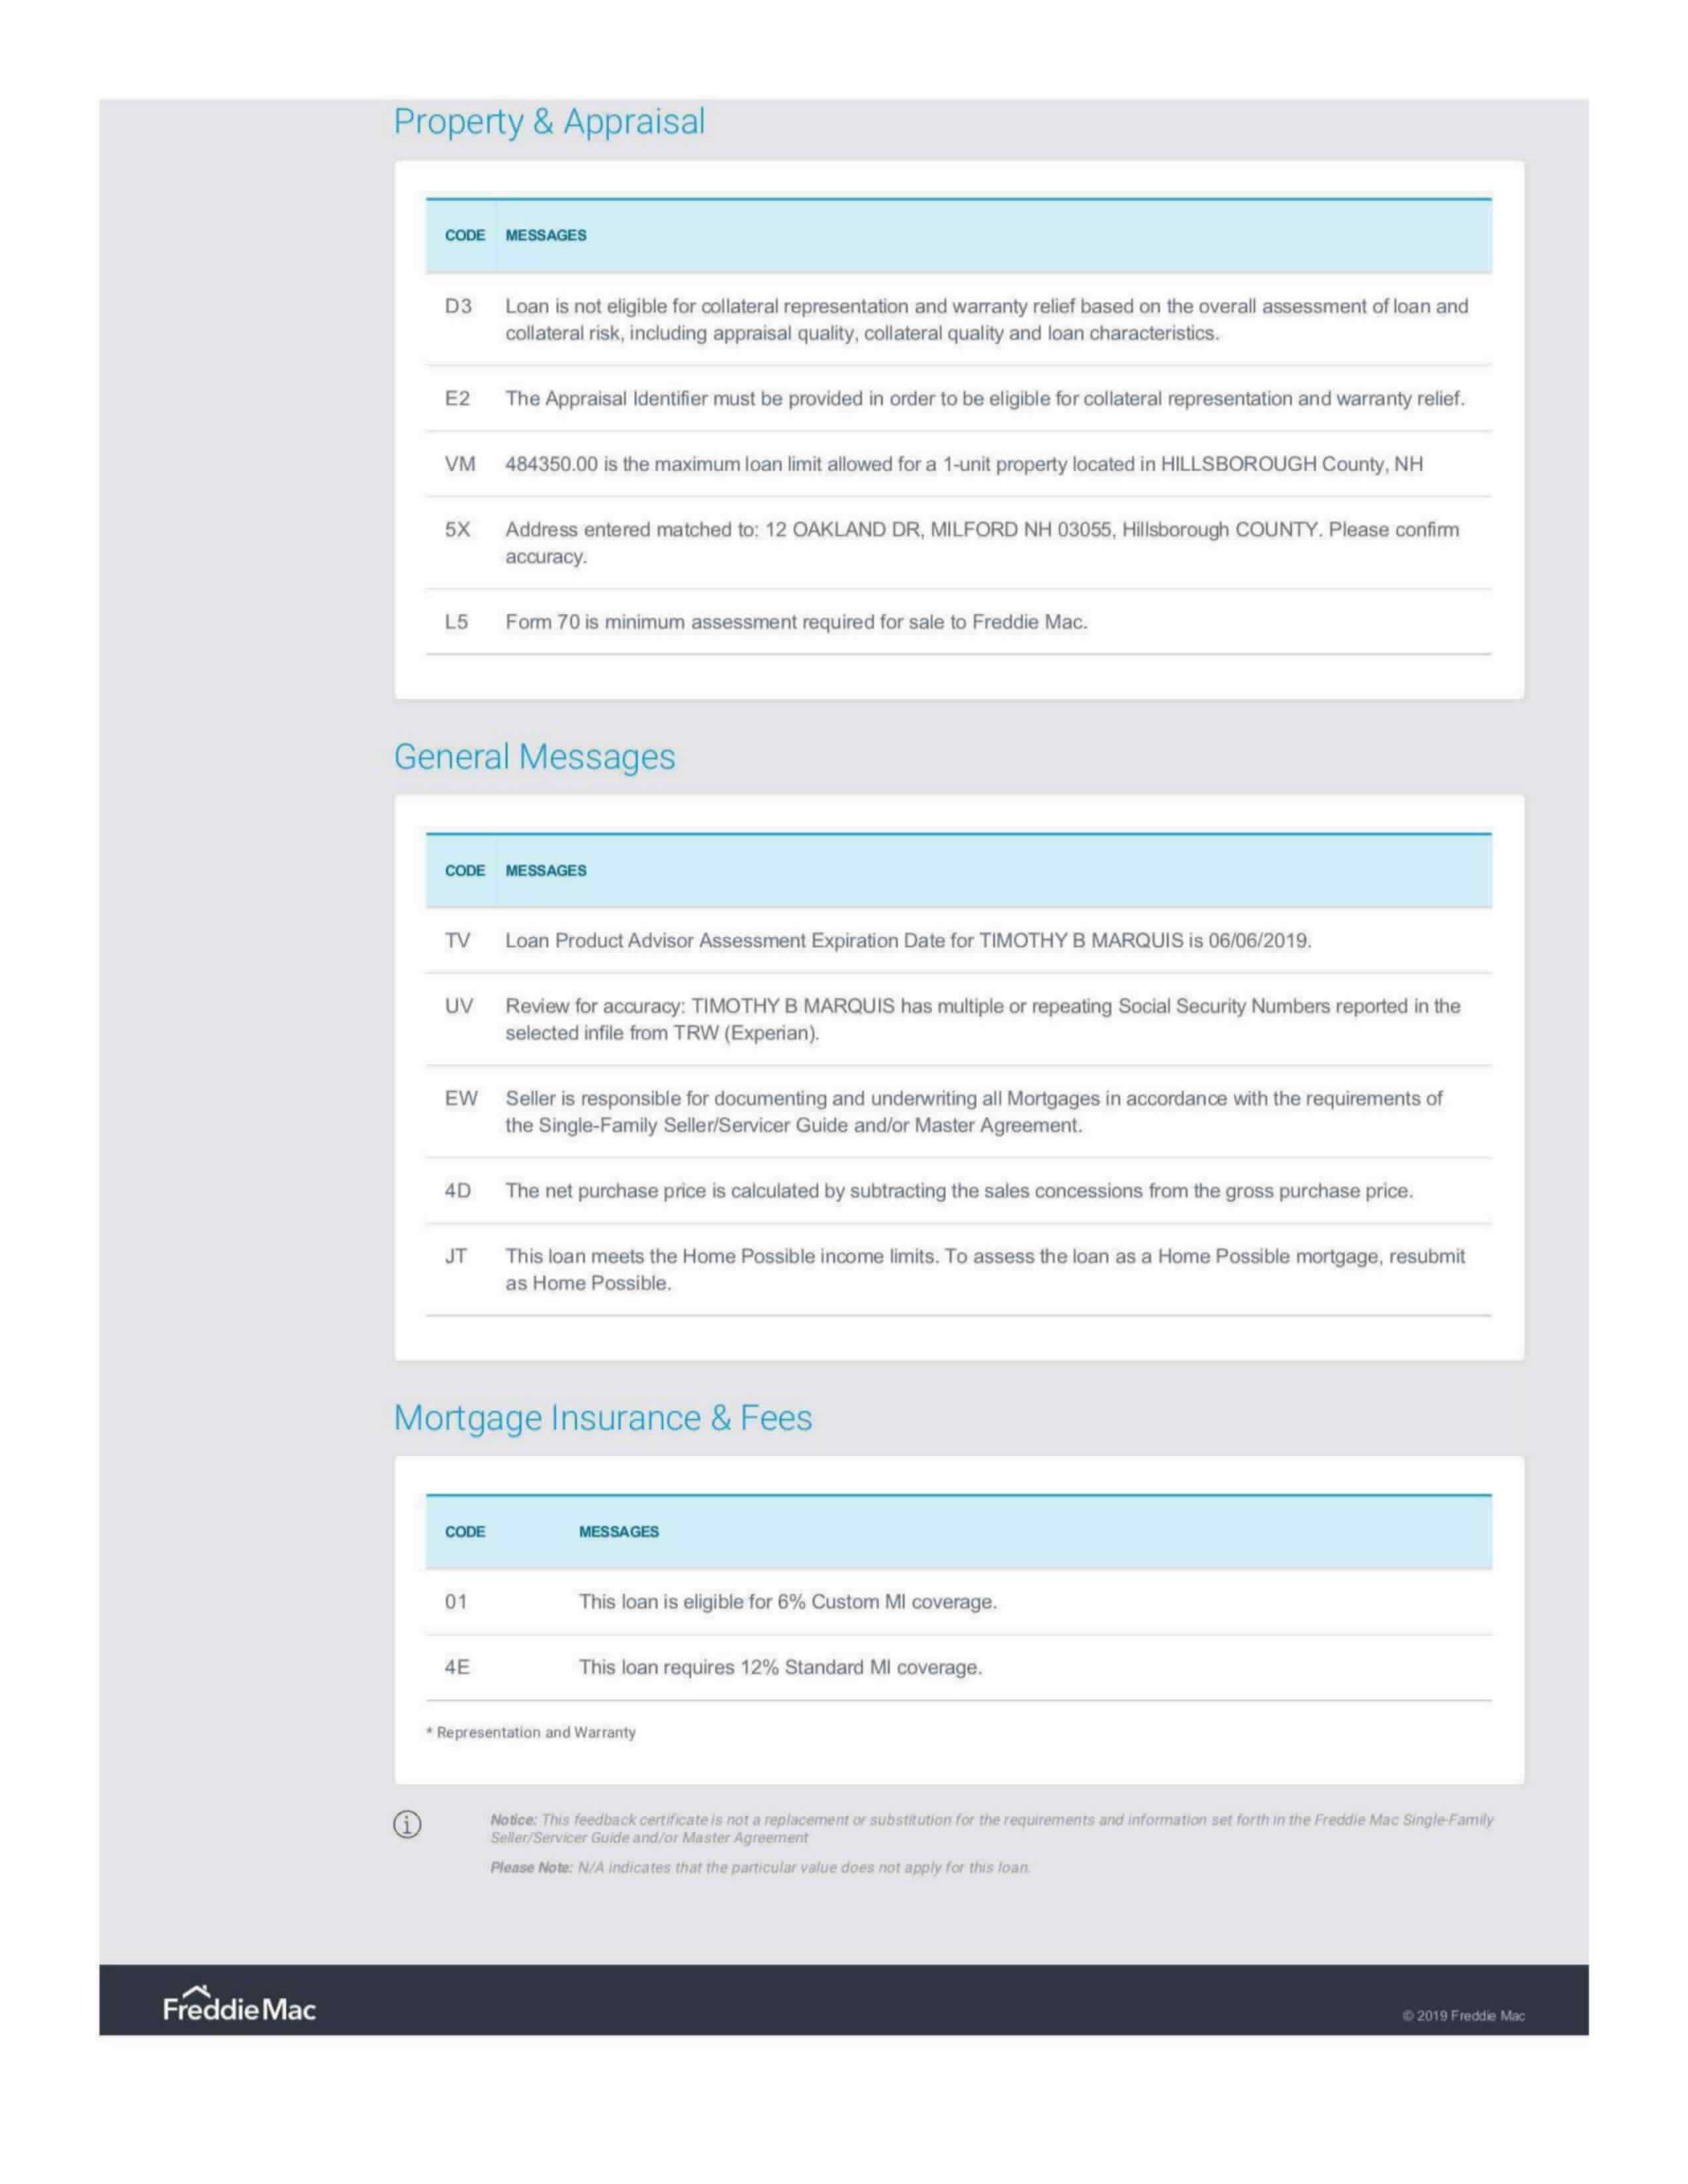 Property & Appraisal
CODE MESSAGES
D3 Loan is not eligible for collateral representation and warranty relief based on the overall assessment of loan and
collateral risk, including appraisal quality, collateral quality and loan characteristics.
E2 The Appraisal Identifier must be provided in order to be eligible for collateral representation and warranty relief.
VM 484350.00 is the maximum loan limit allowed for a 1-unit property located in HILLSBOROUGH County, NH
5X Address entered matched to: 12 OAKLAND DR, MILFORD NH 03055, Hillsborough COUNTY. Please confirm
accuracy.
L5 Form 70 is minimum assessment required for sale to Freddie Mac.
General Messages
CODE MESSAGES
TV Loan Product Advisor Assessment Expiration Date for TIMOTHY B MARQUIS is 06/06/2019.
UV Review for accuracy: TIMOTHY B MARQUIS has multiple or repeating Social Security Numbers reported in the
selected infile from TRW (Experian).
EW Seller is responsible for documenting and underwriting all Mortgages in accordance with the requirements of
the Single-Family Seller/Servicer Guide and/or Master Agreement.
4D The net purchase price is calculated by subtracting the sales concessions from the gross purchase price.
JT This loan meets the Home Possible income limits. To assess the loan as a Home Possible mortgage, resubmit
as Home Possible.
Mortgage Insurance & Fees
CODE MESSAGES
01 This loan is eligible for 6% Custom MI coverage.
4E This loan requires 12% Standard MI coverage.
* Representation and Warranty
Notice: This feedback certificate is not a replacement or substitution for the requirements and information set forth in the Freddie Mac Single-Family
Seller/Servicer Guide and/or Master Agreement
Please Note: N/A indicates that the particular value does not apply for this loan.
FreddieMac
© 2019 Freddie Mac